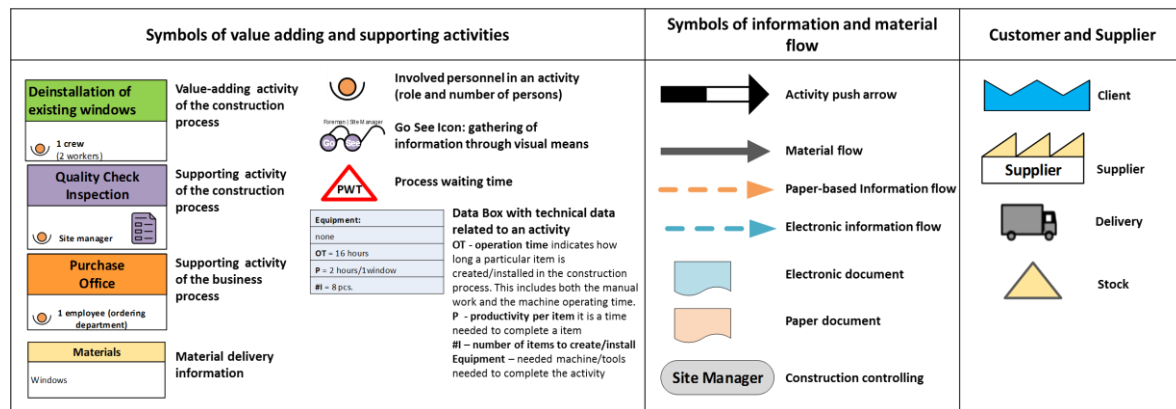 Symbols of value adding and supporting activities
Deinstallation of
existing windows
1 crew
(2 workers)
Value-adding activity
of the construction
process
Quality Check
Inspection
Site manager
Supporting activity
of the construction
process
Purchase
Office
1 employee (ordering
department)
Supporting activity
of the business
process
Materials
Windows
Material delivery
information
Involved personnel in an activity
(role and number of persons)
Foreman / Site Manager
Go See
Go See Icon: gathering of
information through visual means
PWT
Process waiting time
Equipment:
none
OT = 16 hours
P = 2 hours/1window
#I = 8 pcs.
Data Box with technical data
related to an activity
OT - operation time indicates how
long a particular item is
created/installed in the construction
process. This includes both the manual
work and the machine operating time.
P - productivity per item it is a time
needed to complete a item
#I – number of items to create/install
Equipment – needed machine/tools
needed to complete the activity
Symbols of information and material
flow
Activity push arrow
Material flow
Paper-based Information flow
Electronic information flow
Electronic document
Paper document
Site Manager
Construction controlling
Customer and Supplier
Client
Supplier
Supplier
Delivery
Stock